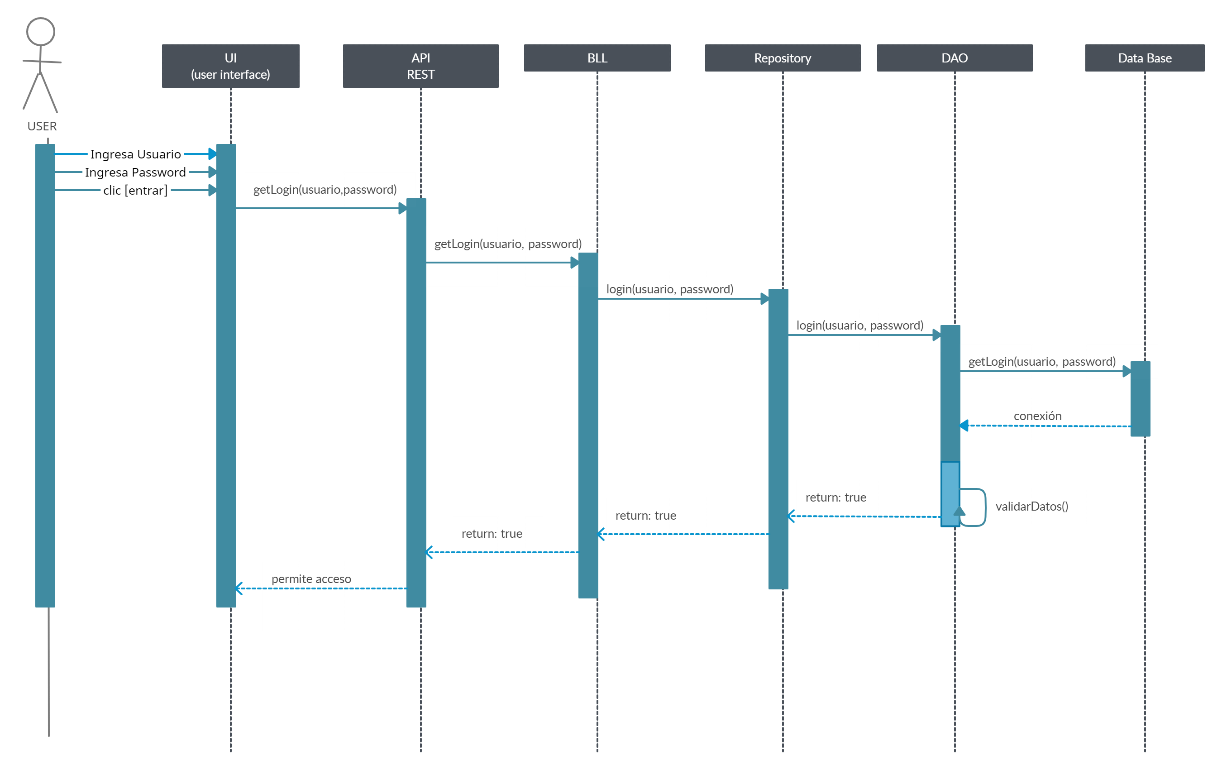 UI
(user interface)
API
REST
BLL
Repository
DAO
Data Base
USER
Ingresa Usuario
Ingresa Password
clic [entrar]
getLogin(usuario,password)
getLogin(usuario, password)
login(usuario, password)
login(usuario, password)
getLogin(usuario, password)
conexión
validarDatos()
return: true
return: true
return: true
permite acceso